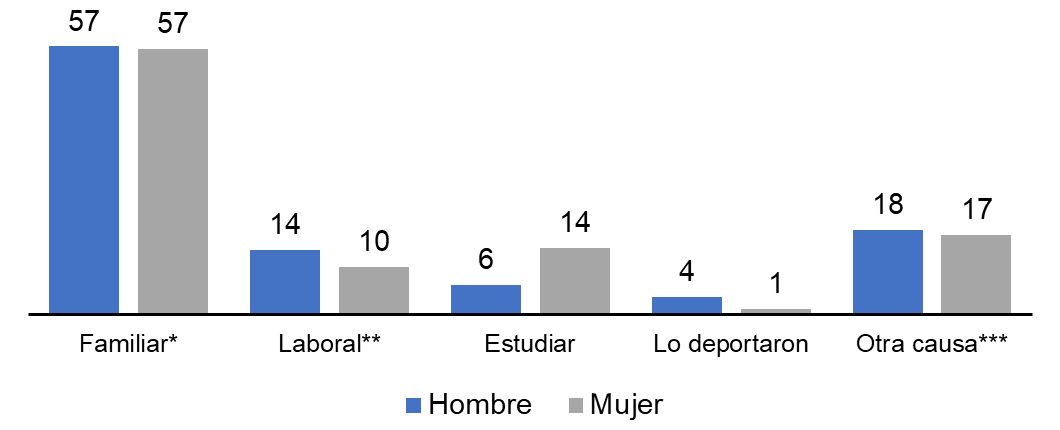 57 57
14 10
6 14
4 1
18 17
Familiar* Laboral** Estudiar Lo deportaron Otra causa***
Hombre Mujer